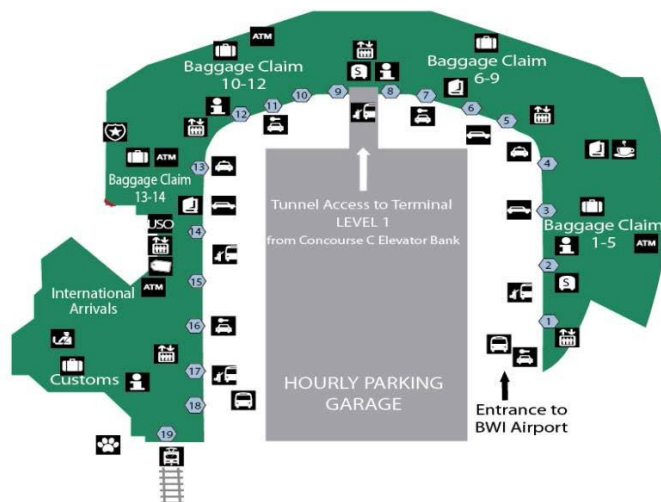 ATM
Baggage Claim
10-12
Baggage Claim
6-9
S
9
8
10
7
11
6
12
5
ATM
13
4
Baggage Claim
13-14
Tunnel Access to Terminal
LEVEL 1
from Concourse C Elevator Bank
3
Baggage Claim
1-5
USO
14
ATM
2
International
Arrivals
ATM
15
S
16
1
Customs
17
HOURLY PARKING
GARAGE
18
Entrance to
BWI Airport
19